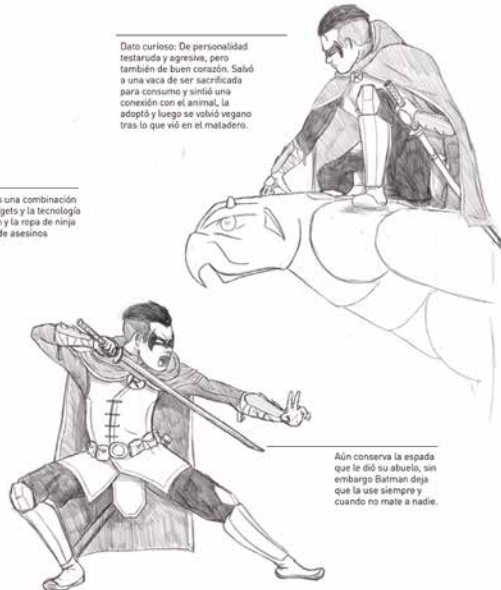 Dato curioso: De personalidad
testaruda y agresiva, pero
también de buen corazón. Salvó
a una vaca de ser sacrificada
para consumo y sintió una
conexión con el animal, la
adoptó y luego se volvió vegano
tras lo que vió en el matadero.
una combinación
y la tecnología
y la ropa de ninja
de asesinos
Aún conserva la espada
que le dió su abuelo, sin
embargo Batman deja
que la use siempre y
cuando no mate a nadie.